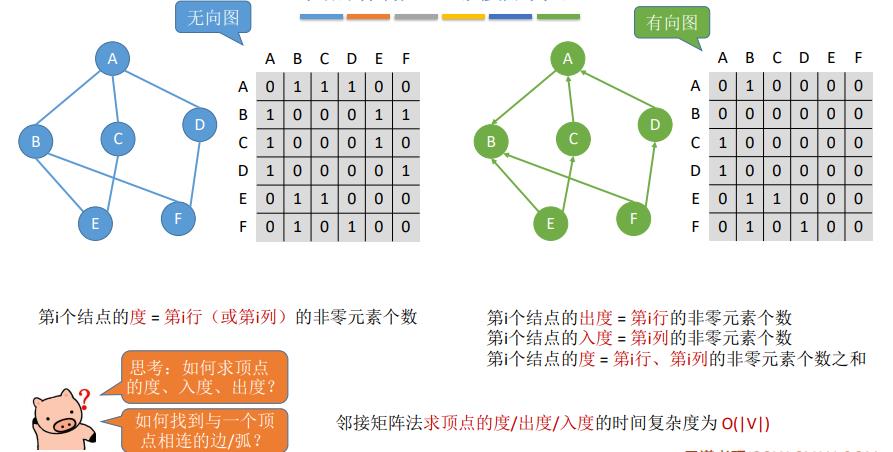 无向图
A
B
C
D
E
F
A B C D E F
A 0 1 1 1 0 0
B 1 0 0 0 1 1
C 1 0 0 0 1 0
D 1 0 0 0 0 1
E 0 1 1 0 0 0
F 0 1 0 1 0 0
有向图
A
B
C
D
E
F
A B C D E F
A 0 1 0 0 0 0
B 0 0 0 0 0 0
C 1 0 0 0 0 0
D 1 0 0 0 0 0
E 0 1 1 0 0 0
F 0 1 0 1 0 0
第i个结点的度 = 第i行（或第i列）的非零元素个数
第i个结点的出度 = 第i行的非零元素个数
第i个结点的入度 = 第i列的非零元素个数
第i个结点的度 = 第i行、第i列的非零元素个数之和
思考：如何求顶点
的度、入度、出度？
?
如何找到与一个顶
点相连的边/弧？
邻接矩阵法求顶点的度/出度/入度的时间复杂度为 O(|V|)